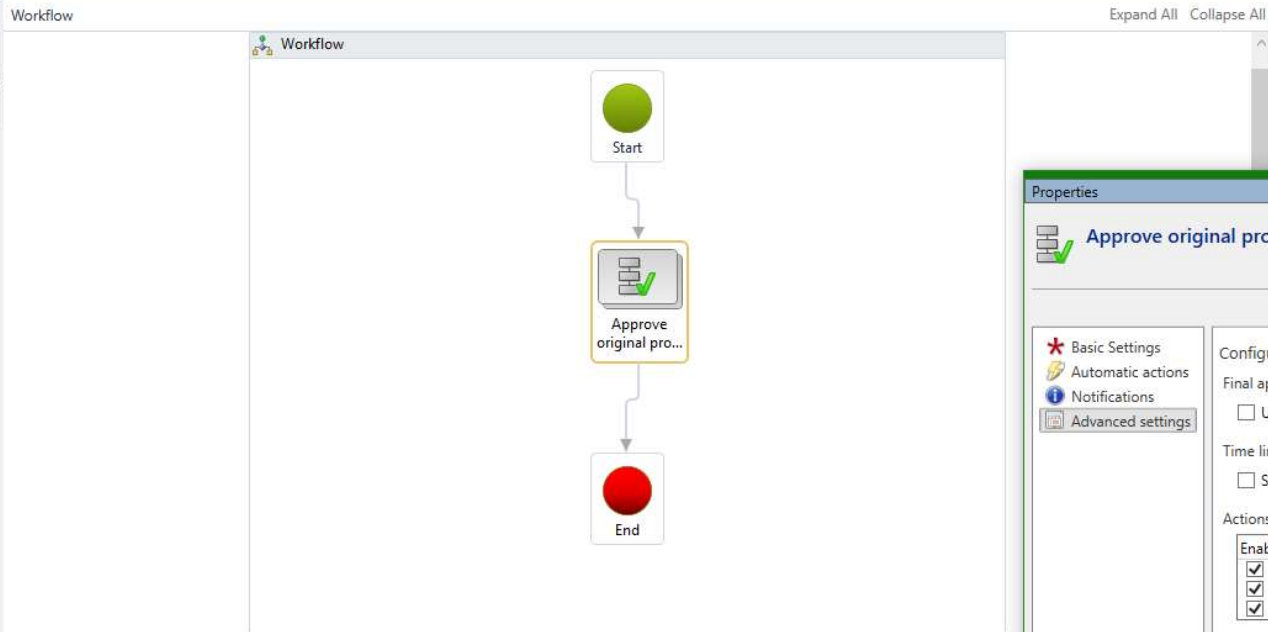 Workflow
Expand All Collapse All
Workflow
Start
Approve
original pro...
End
Properties
Approve original pro
Basic Settings
Automatic actions
Notifications
Advanced settings
Config
Final ap
U
Time li
S
Actions
Enab